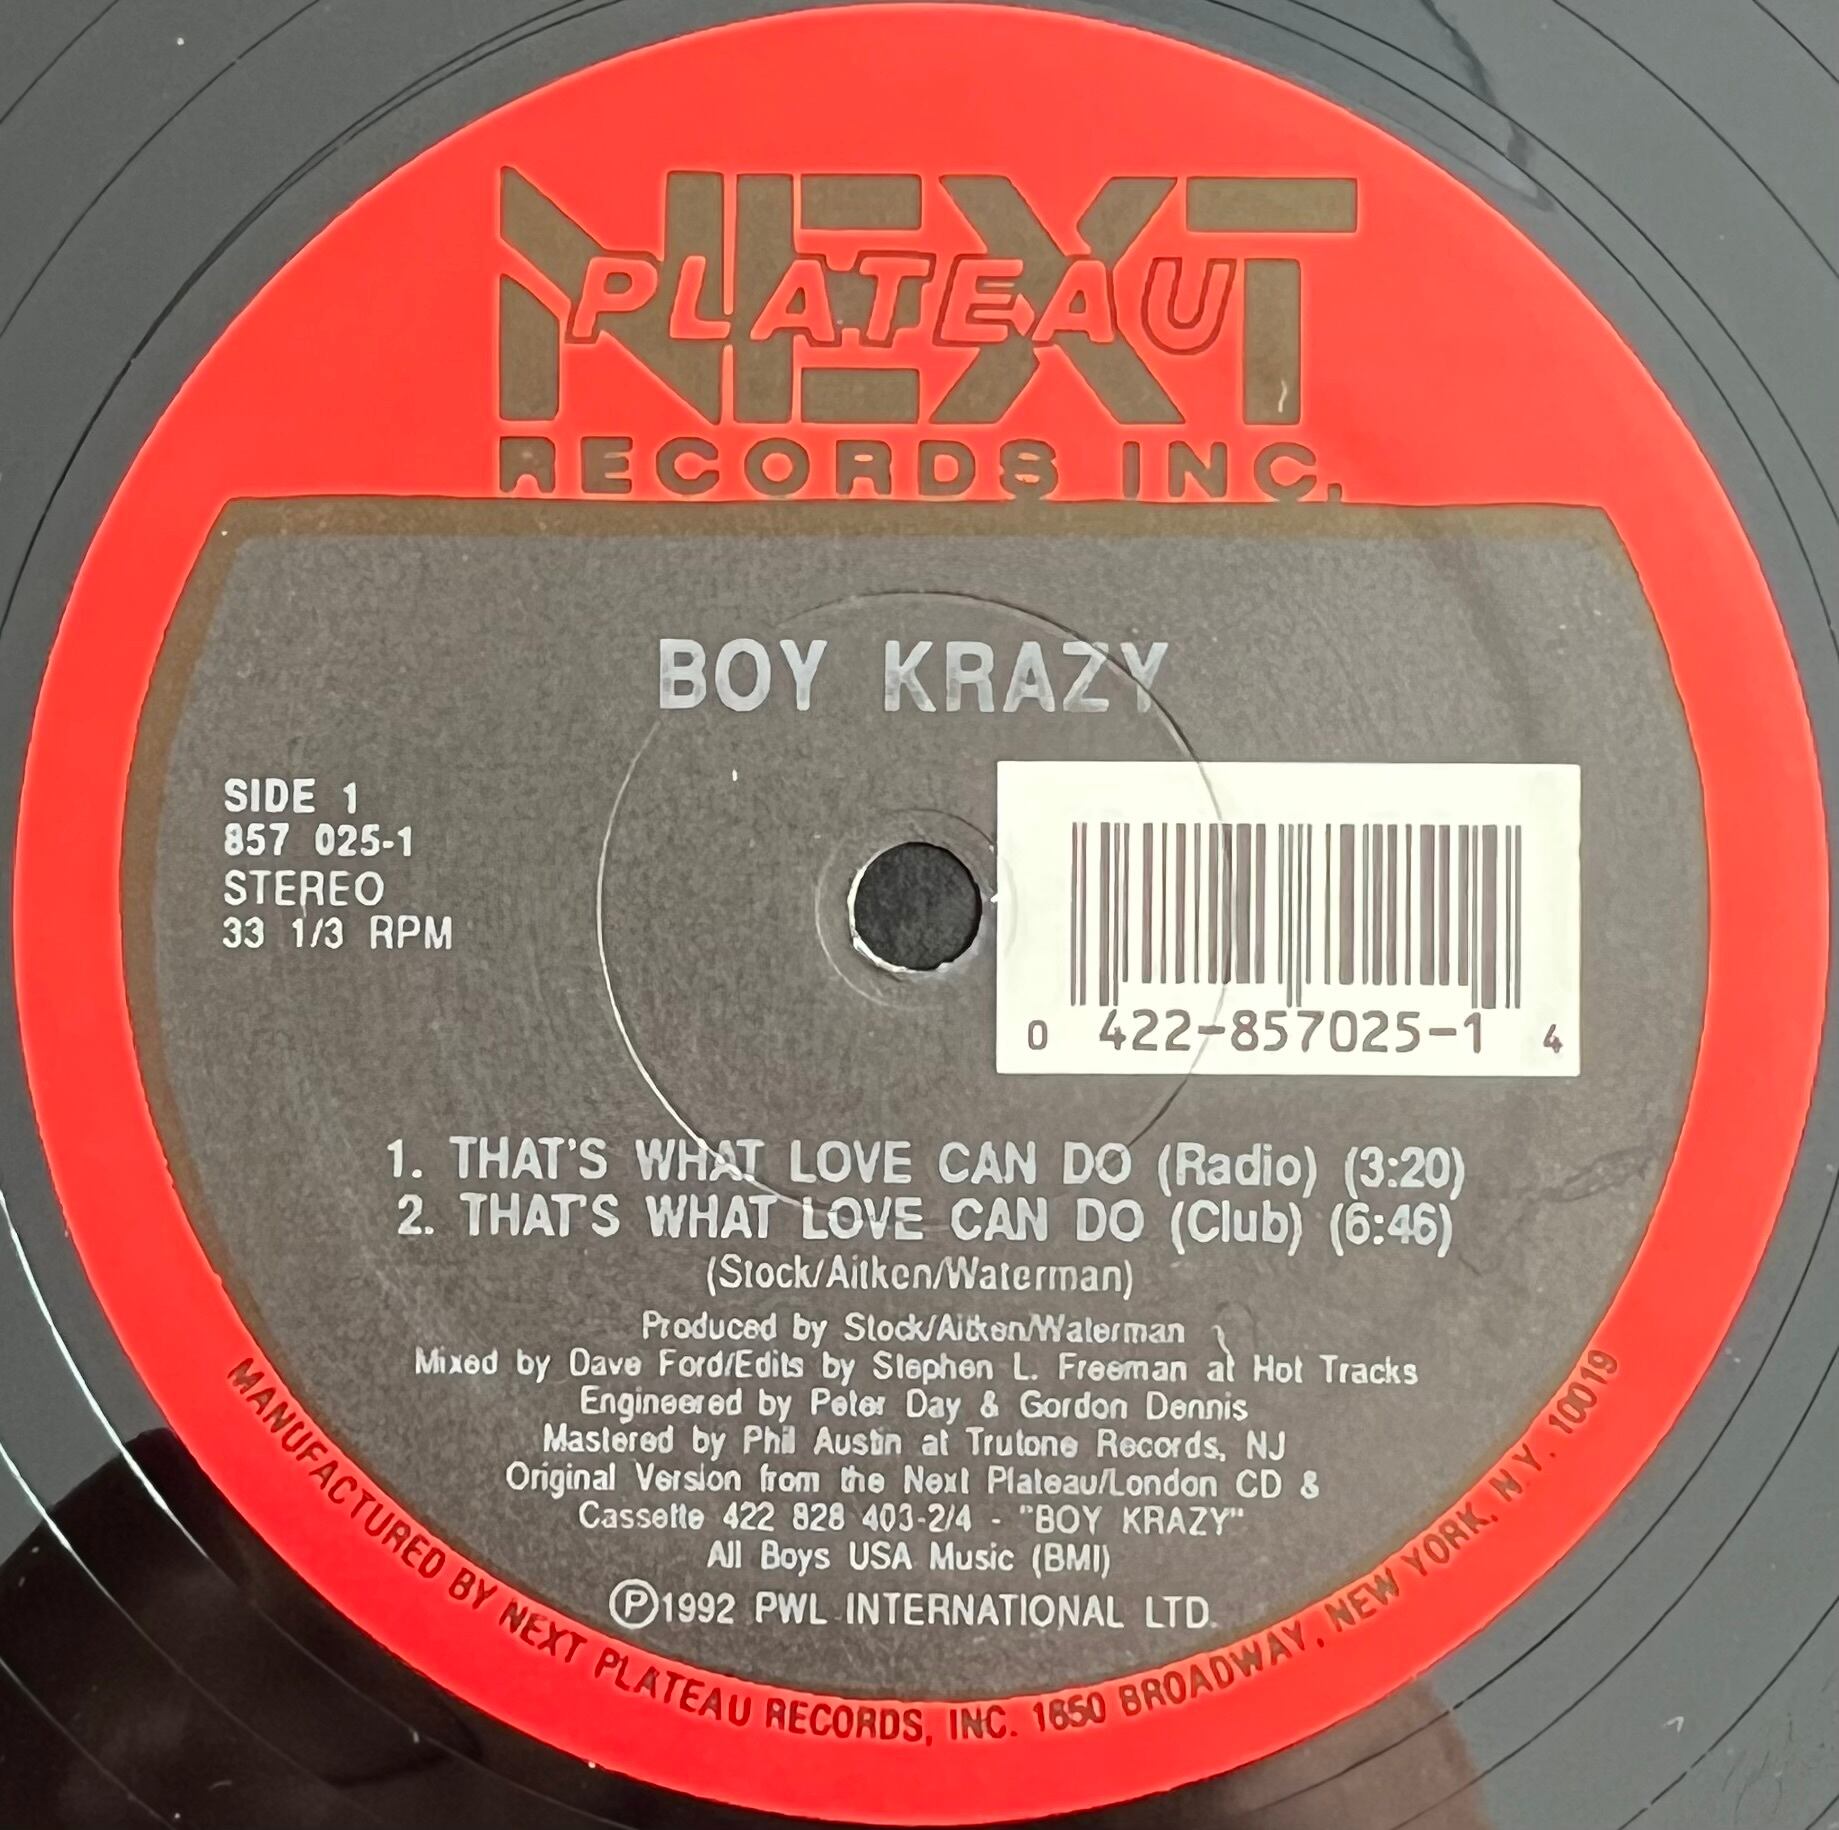 NEXT
PLATEAU
RECORDS INC.
BOY KRAZY
SIDE 1
857 025-1
STEREO
33 1/3 RPM
0 422-857025-1 4
1. THAT'S WHAT LOVE CAN DO (Radio) (3:20)
2. THAT'S WHAT LOVE CAN DO (Club) (6:46)
(Stock/Aitken/Waterman)
Produced by Stock/Aitken/Waterman
Mixed by Dave Ford/Edits by Stephen L. Freeman at Hot Tracks
Engineered by Peter Day & Gordon Dennis
Mastered by Phil Austin at Trutone Records, NJ
Original Version from the Next Plateau/London CD &
Cassette 422 828 403-2/4 - "BOY KRAZY"
All Boys USA Music (BMI)
Ⓟ1992 PWL INTERNATIONAL LTD.
MANUFACTURED BY NEXT PLATEAU RECORDS, INC. 1650 BROADWAY, NEW YORK, N.Y. 10019